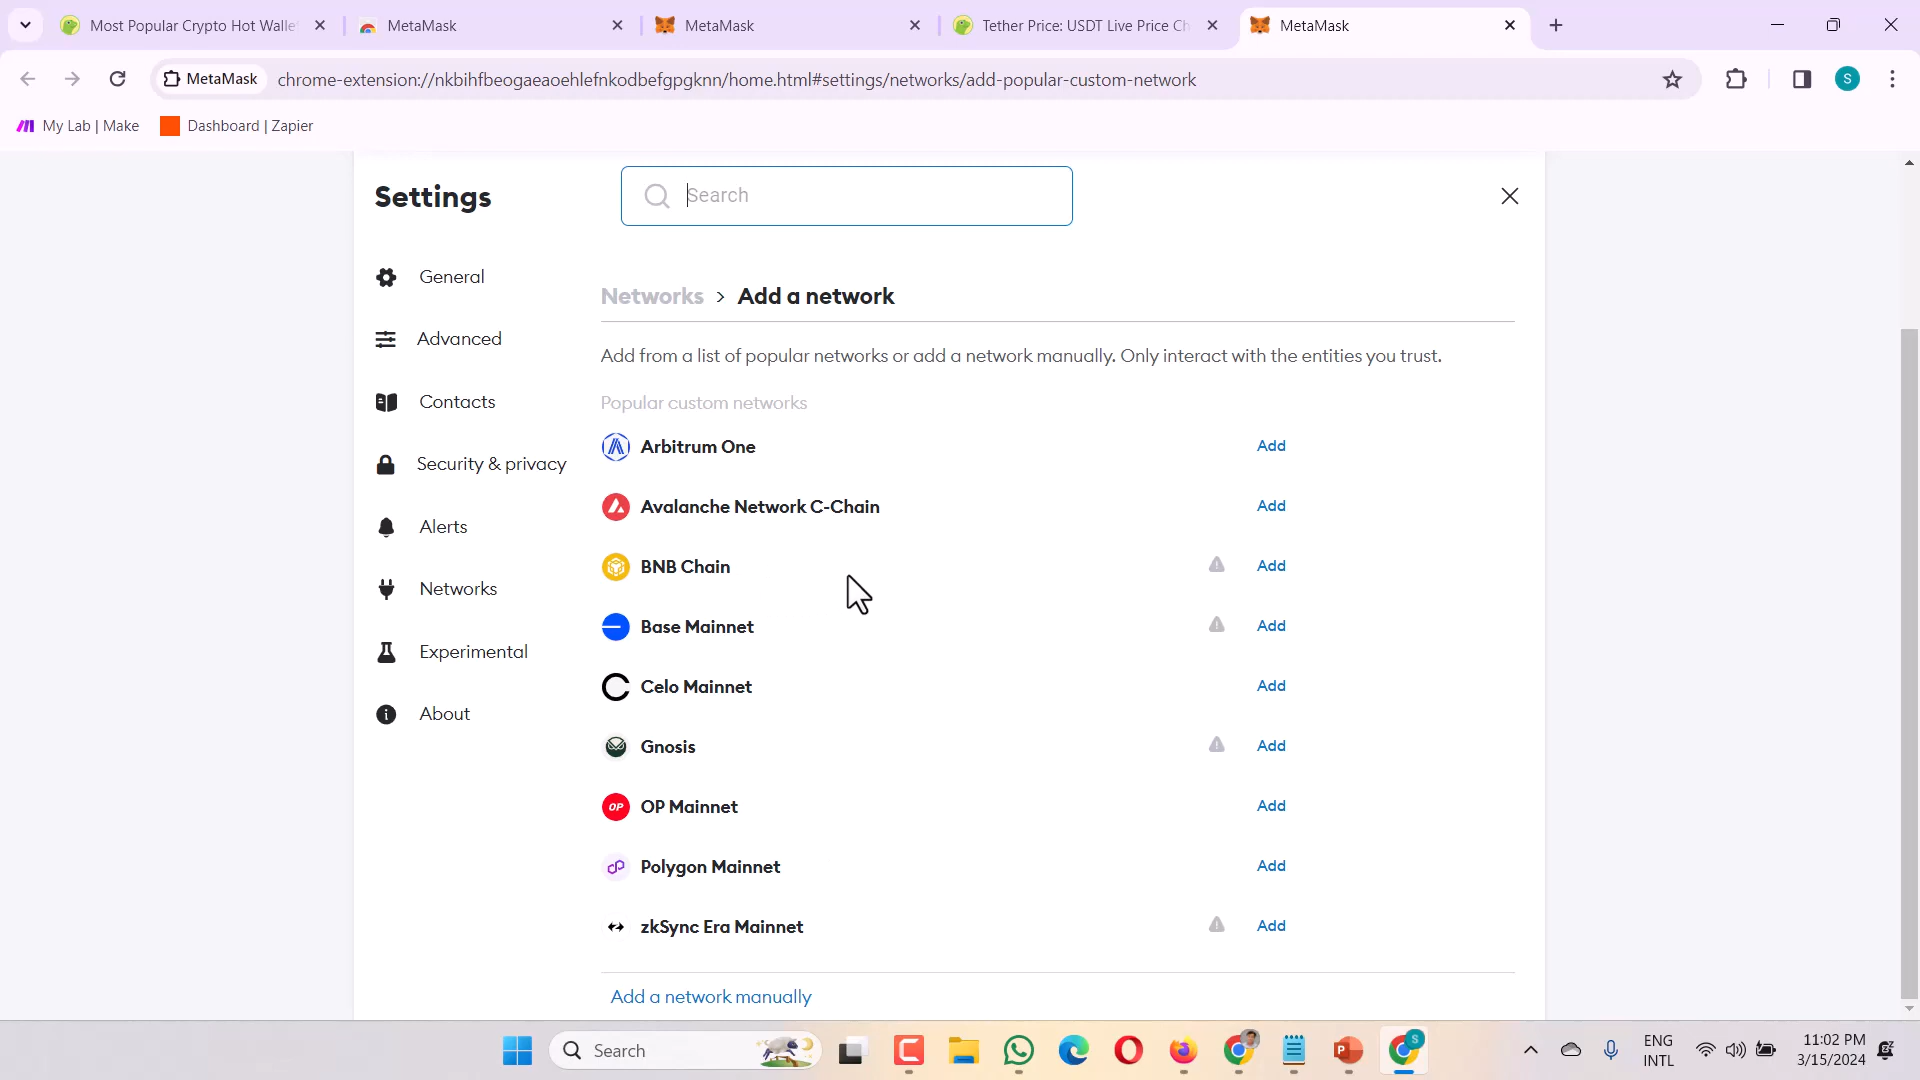 Most Popular Crypto Hot Walle
MetaMask
MetaMask
Tether Price: USDT Live Price Ch
MetaMask
MetaMask
chrome-extension://nkbihfbeogaeaoehlefnkodbefgpgknn/home.html#settings/networks/add-popular-custom-network
S
My Lab | Make
Dashboard | Zapier
Settings
Search
General
Advanced
Contacts
Security & privacy
Alerts
Networks
Experimental
About
Networks > Add a network
Add from a list of popular networks or add a network manually. Only interact with the entities you trust.
Popular custom networks
Arbitrum One Add
Avalanche Network C-Chain Add
BNB Chain Add
Base Mainnet Add
Celo Mainnet Add
Gnosis Add
OP OP Mainnet Add
Polygon Mainnet Add
zkSync Era Mainnet Add
Add a network manually
Search
S
ENG
INTL
11:02 PM
3/15/2024